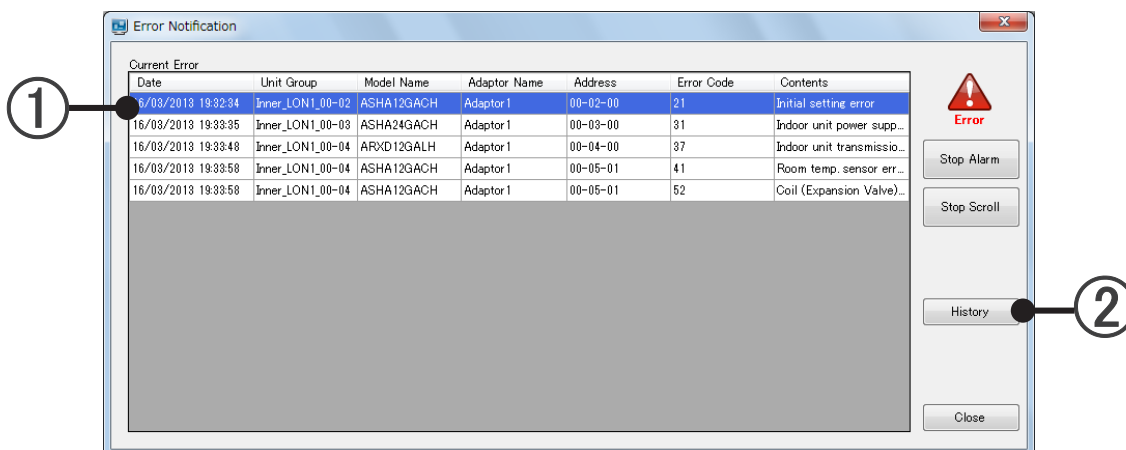 Error Notification
Current Error
Date Unit Group Model Name Adaptor Name Address Error Code Contents
6/03/2013 19:32:34 Inner_LON1_00-02 ASHA12GACH Adaptor1 00-02-00 21 Initial setting error
16/03/2013 19:33:35 Inner_LON1_00-03 ASHA24GACH Adaptor1 00-03-00 31 Indoor unit power supp...
16/03/2013 19:33:48 Inner_LON1_00-04 ARXD12GALH Adaptor1 00-04-00 37 Indoor unit transmissio...
16/03/2013 19:33:58 Inner_LON1_00-04 ASHA12GACH Adaptor1 00-05-01 41 Room temp. sensor err...
16/03/2013 19:33:58 Inner_LON1_00-04 ASHA12GACH Adaptor1 00-05-01 52 Coil (Expansion Valve)...
Error
Stop Alarm
Stop Scroll
History
Close
①
②